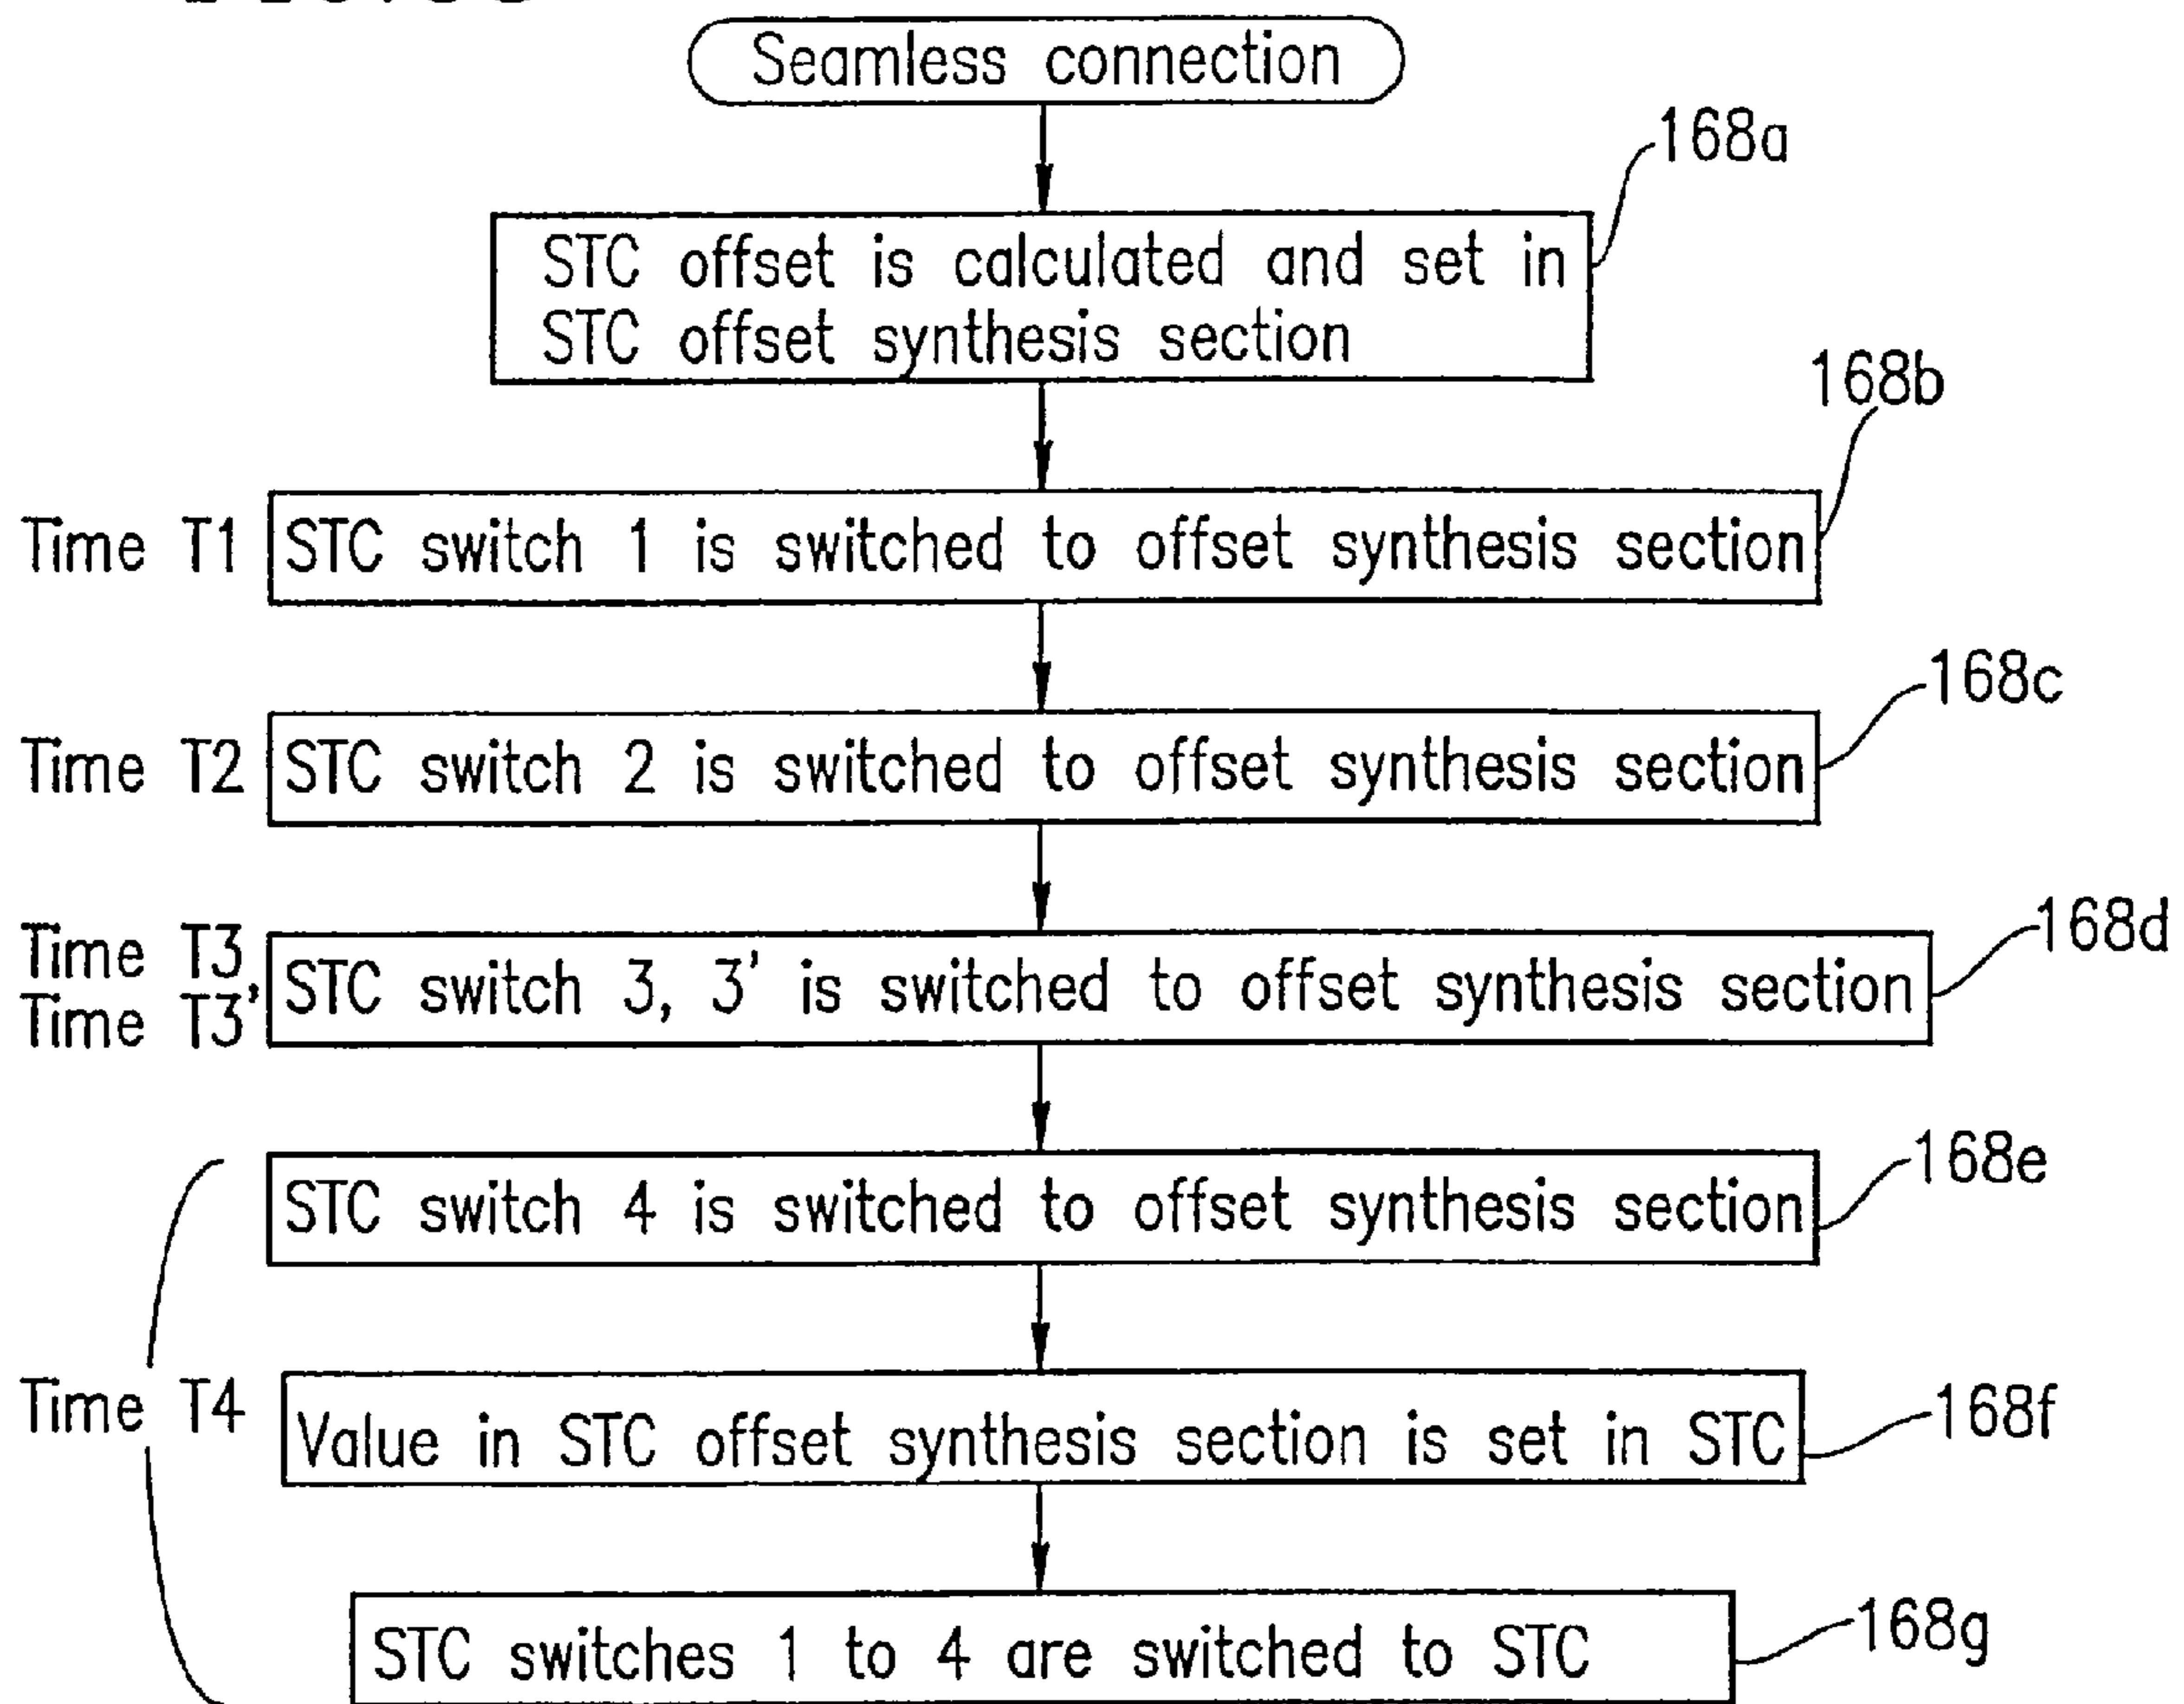 Seamless connection
168a
STC offset is calculated and set in
STC offset synthesis section
168b
Time T1
STC switch 1 is switched to offset synthesis section
168c
Time T2
STC switch 2 is switched to offset synthesis section
168d
Time T3,
Time T3'
STC switch 3, 3' is switched to offset synthesis section
168e
STC switch 4 is switched to offset synthesis section
Time T4
168f
Value in STC offset synthesis section is set in STC
168g
STC switches 1 to 4 are switched to STC